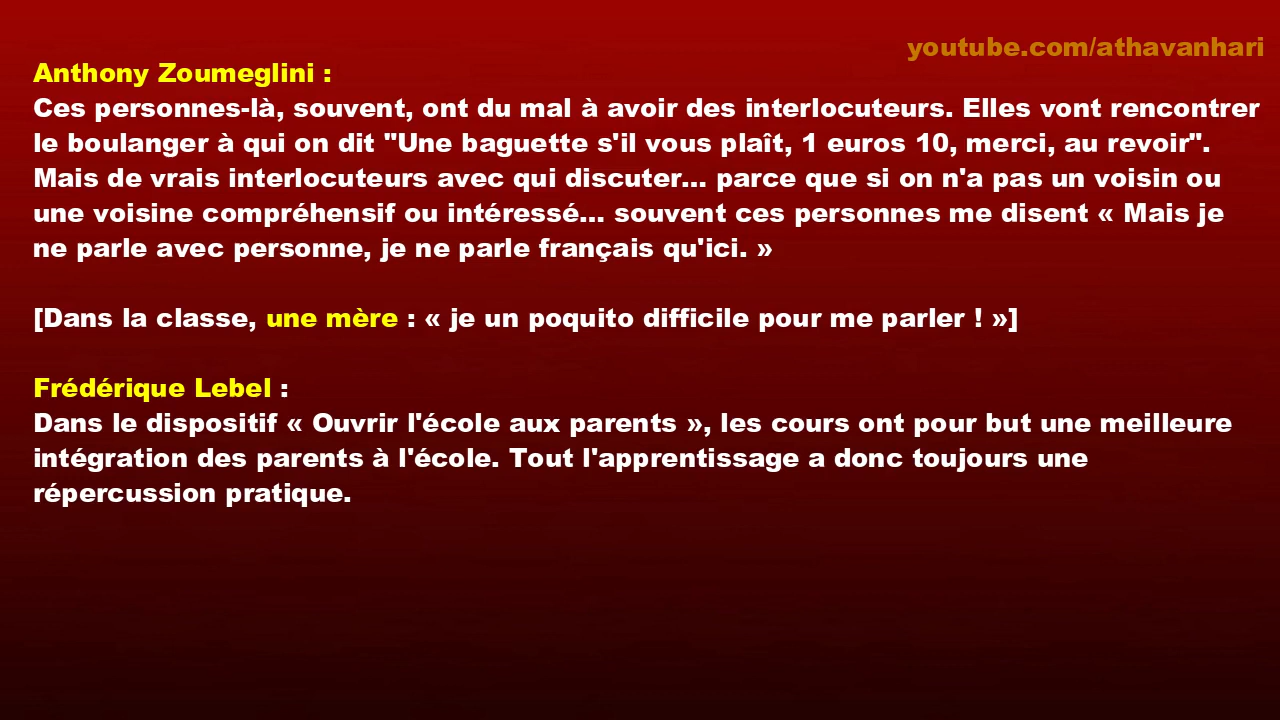 youtube.com/athavanhari
Anthony Zoumeglini :
Ces personnes-là, souvent, ont du mal à avoir des interlocuteurs. Elles vont rencontrer
le boulanger à qui on dit "Une baguette s'il vous plaît, 1 euros 10, merci, au revoir".
Mais de vrais interlocuteurs avec qui discuter... parce que si on n'a pas un voisin ou
une voisine compréhensif ou intéressé... souvent ces personnes me disent « Mais je
ne parle avec personne, je ne parle français qu'ici. »
[Dans la classe, une mère : « je un poquito difficile pour me parler ! »]
Frédérique Lebel :
Dans le dispositif « Ouvrir l'école aux parents », les cours ont pour but une meilleure
intégration des parents à l'école. Tout l'apprentissage a donc toujours une
répercussion pratique.